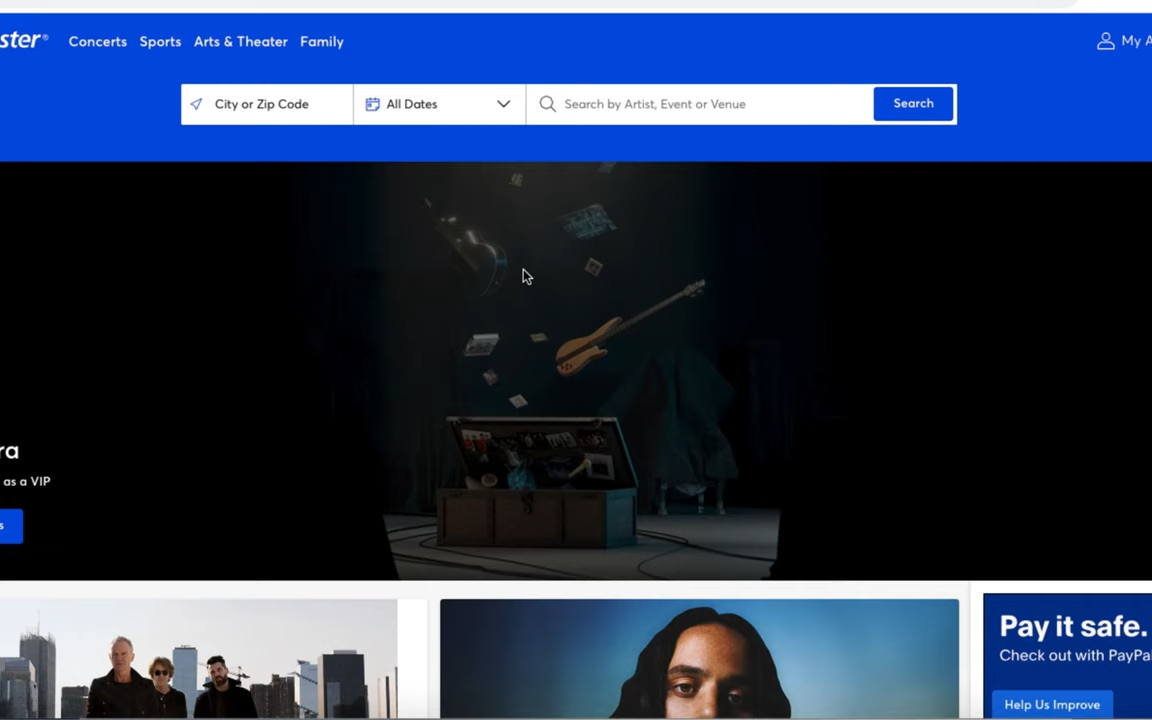 ster®
Concerts
Sports
Arts & Theater
Family
My A
City or Zip Code
All Dates
Search by Artist, Event or Venue
Search
ra
as a VIP
s
Pay it safe.
Check out with PayPa
Help Us Improve